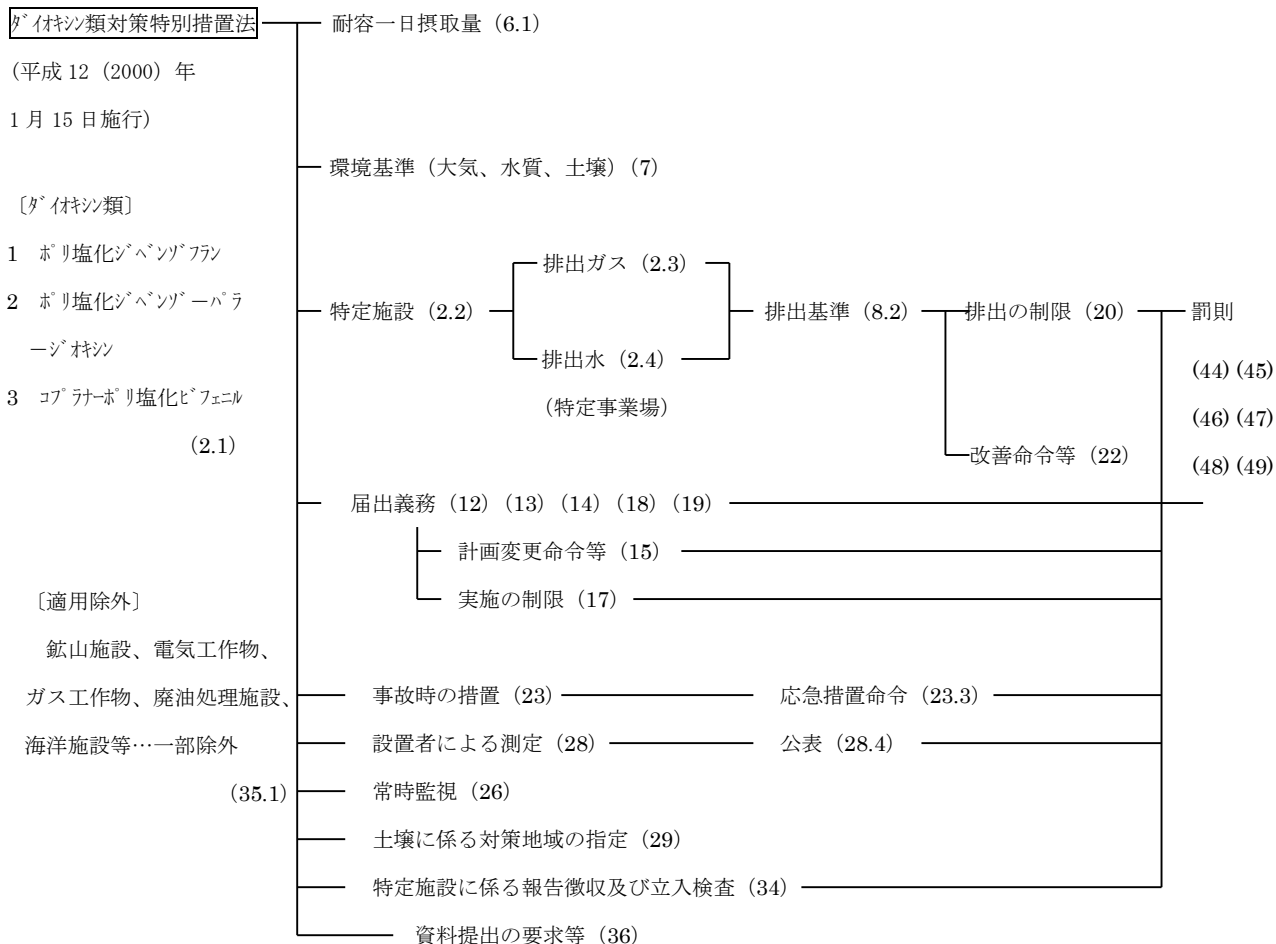 ダイオキシン類対策特別措置法
(平成 12（2000）年
1 月 15 日施行)
〔ダイオキシン類〕
1 ポリ塩化ジベンゾフラン
2 ポリ塩化ジベンゾーパラ
ージオキシン
3 コプラナーポリ塩化ビフェニル
(2.1)
〔適用除外〕
鉱山施設、電気工作物、
ガス工作物、廃油処理施設、
海洋施設等…一部除外
(35.1)
耐容一日摂取量（6.1）
環境基準（大気、水質、土壌）(7)
特定施設（2.2）
排出ガス（2.3）
排出水（2.4）
（特定事業場）
排出基準（8.2）
排出の制限（20）
改善命令等（22）
罰則
(44) (45)
(46) (47)
(48) (49)
届出義務（12）（13）（14）（18）（19）
計画変更命令等（15）
実施の制限（17）
事故時の措置（23）
応急措置命令（23.3）
設置者による測定（28）
公表（28.4）
常時監視（26）
土壌に係る対策地域の指定（29）
特定施設に係る報告徴収及び立入検査（34）
資料提出の要求等（36）